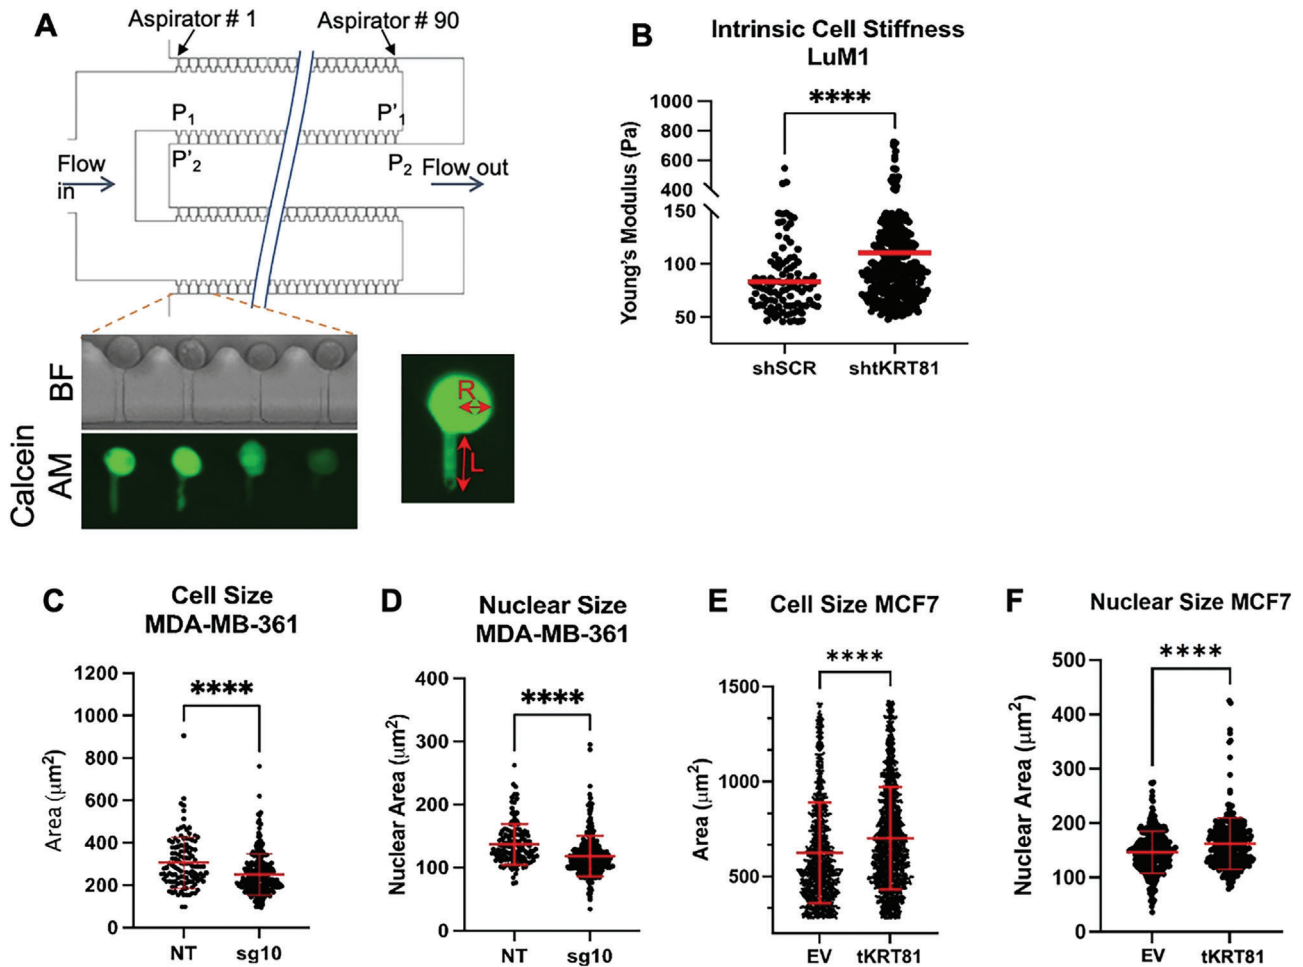 A
Aspirator # 1
Aspirator # 90
P1
P'1
P'2
P2
Flow in
Flow out
BF
Calcein AM
R
L
B
Intrinsic Cell Stiffness
LuM1
****
Young's Modulus (Pa)
1000
800
600
400
150
100
50
shSCR
shtKRT81
C
Cell Size
MDA-MB-361
****
Area (μm²)
1200
1000
800
600
400
200
0
NT
sg10
D
Nuclear Size
MDA-MB-361
****
Nuclear Area (μm²)
400
300
200
100
0
NT
sg10
E
Cell Size MCF7
****
Area (μm²)
1500
1000
500
EV
tKRT81
F
Nuclear Size MCF7
****
Nuclear Area (μm²)
500
400
300
200
100
0
EV
tKRT81